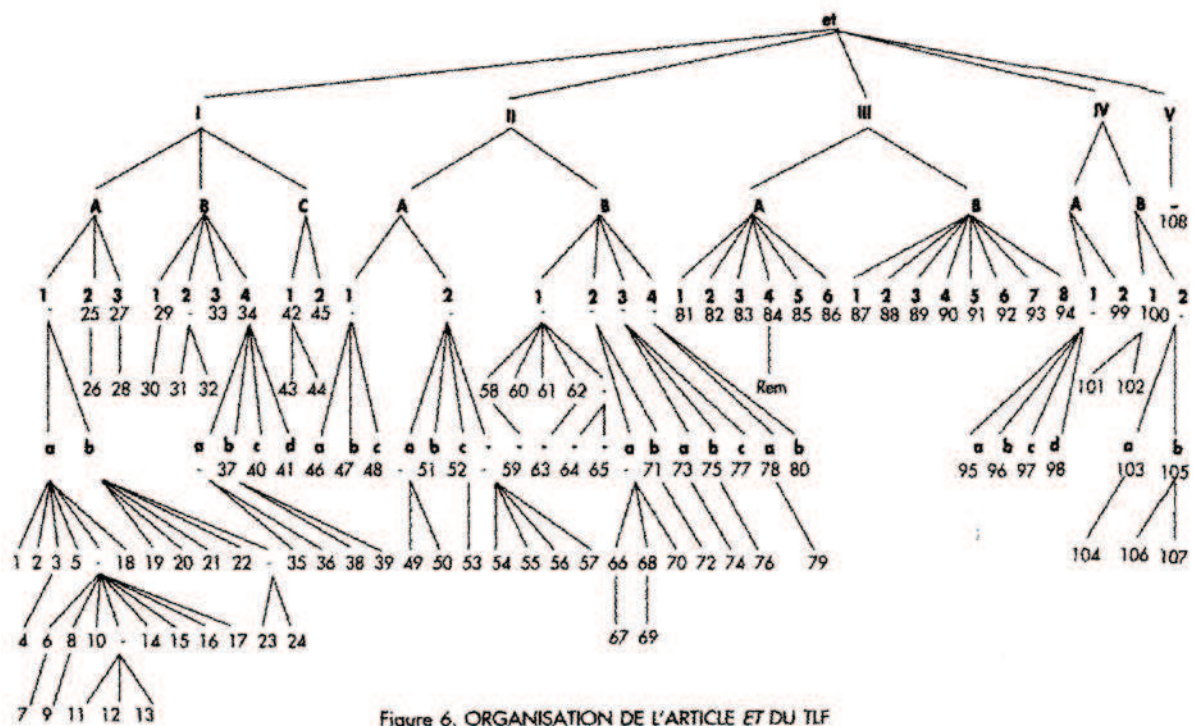 et
I II III IV V
A B C A B A B A B -
108
1 2 3 1 2 3 4 1 2 1 2 1 2 3 4 1 2 3 4 5 6 1 2 3 4 5 6 7 8 1 2 1 2
- 25 27 29 - 33 34 42 45 - - - - - - 81 82 83 84 85 86 87 88 89 90 91 92 93 94 - 99 100 -
26 28 30 31 32 43 44 58 60 61 62 - Rem 101 102
a b a b c d a b c a b c - - - - - a b a b c a b a b c d a b
- 37 40 41 46 47 48 - 51 52 - 59 63 64 65 - 71 73 75 77 78 80 95 96 97 98 103 105
1 2 3 5 - 18 19 20 21 22 - 35 36 38 39 49 50 53 54 55 56 57 66 68 70 72 74 76 79 104 106 107
4 6 8 10 - 14 15 16 17 23 24 67 69
7 9 11 12 13
Figure 6. ORGANISATION DE L'ARTICLE ET DU TLF